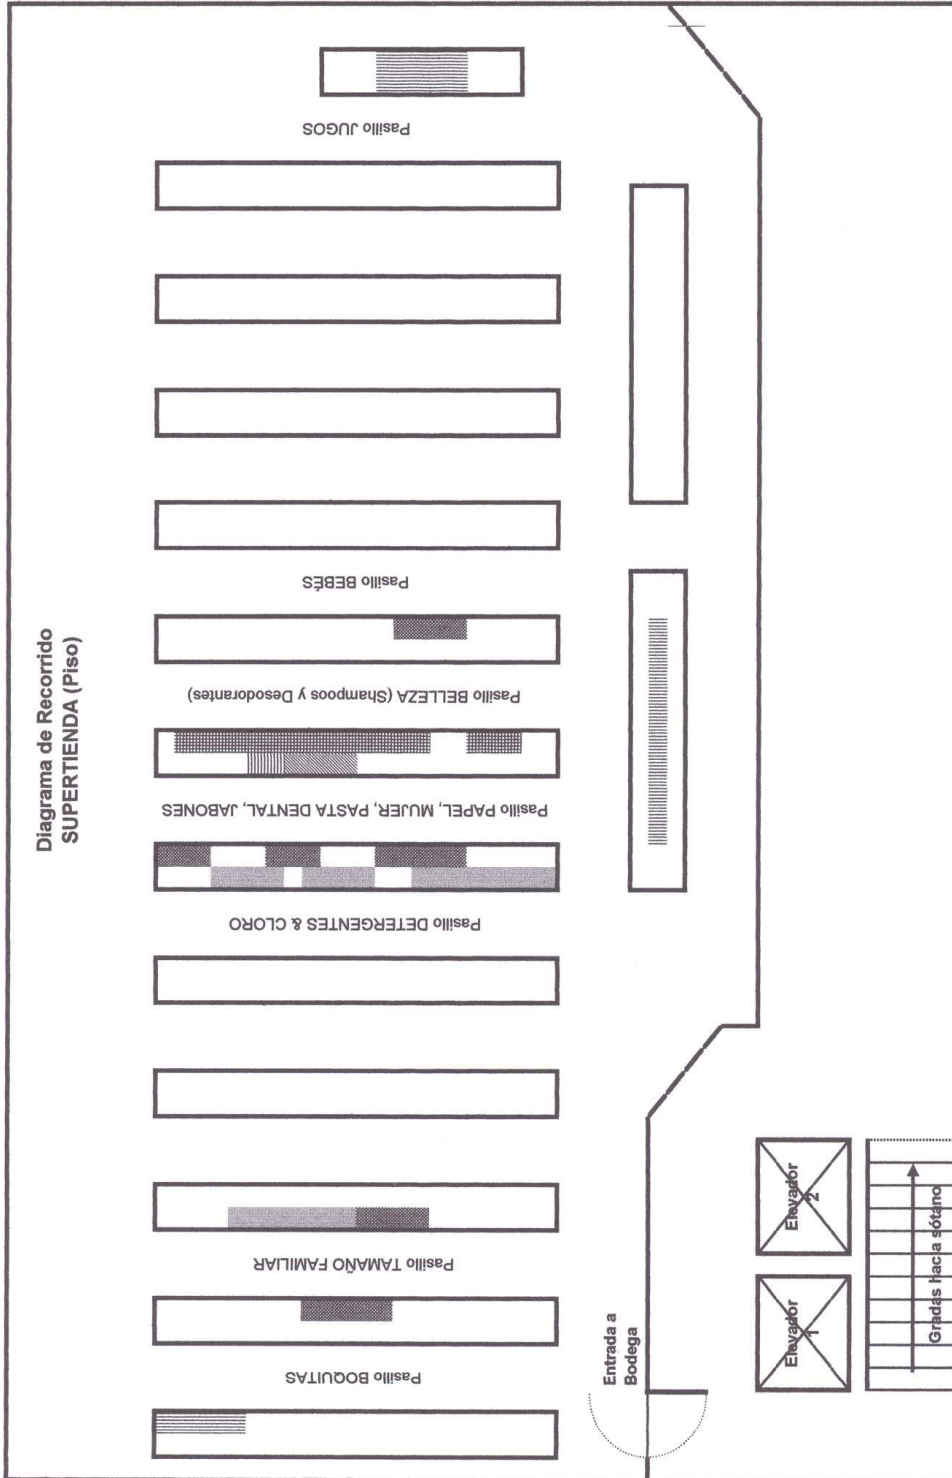 Diagrama de Recorrido
SUPERTIENDA (Piso)
Pasillo JUGOS
Pasillo BEBÉS
Pasillo BELLEZA (Shampoos y Desodorantes)
Pasillo PAPEL, MUJER, PASTA DENTAL, JABONES
Pasillo DETERGENTES & CLORO
Pasillo TAMAÑO FAMILIAR
Pasillo BOQUITAS
Entrada a
Bodega
Elevador
2
Elevador
1
Gradas hacia sótano